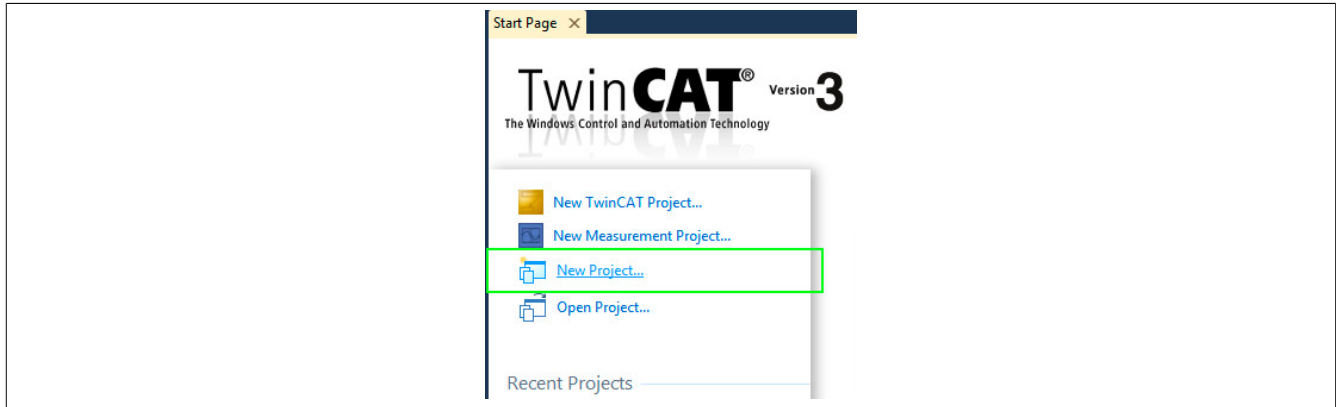 Start Page
TwinCAT® Version 3
The Windows Control and Automation Technology
New TwinCAT Project...
New Measurement Project...
New Project...
Open Project...
Recent Projects